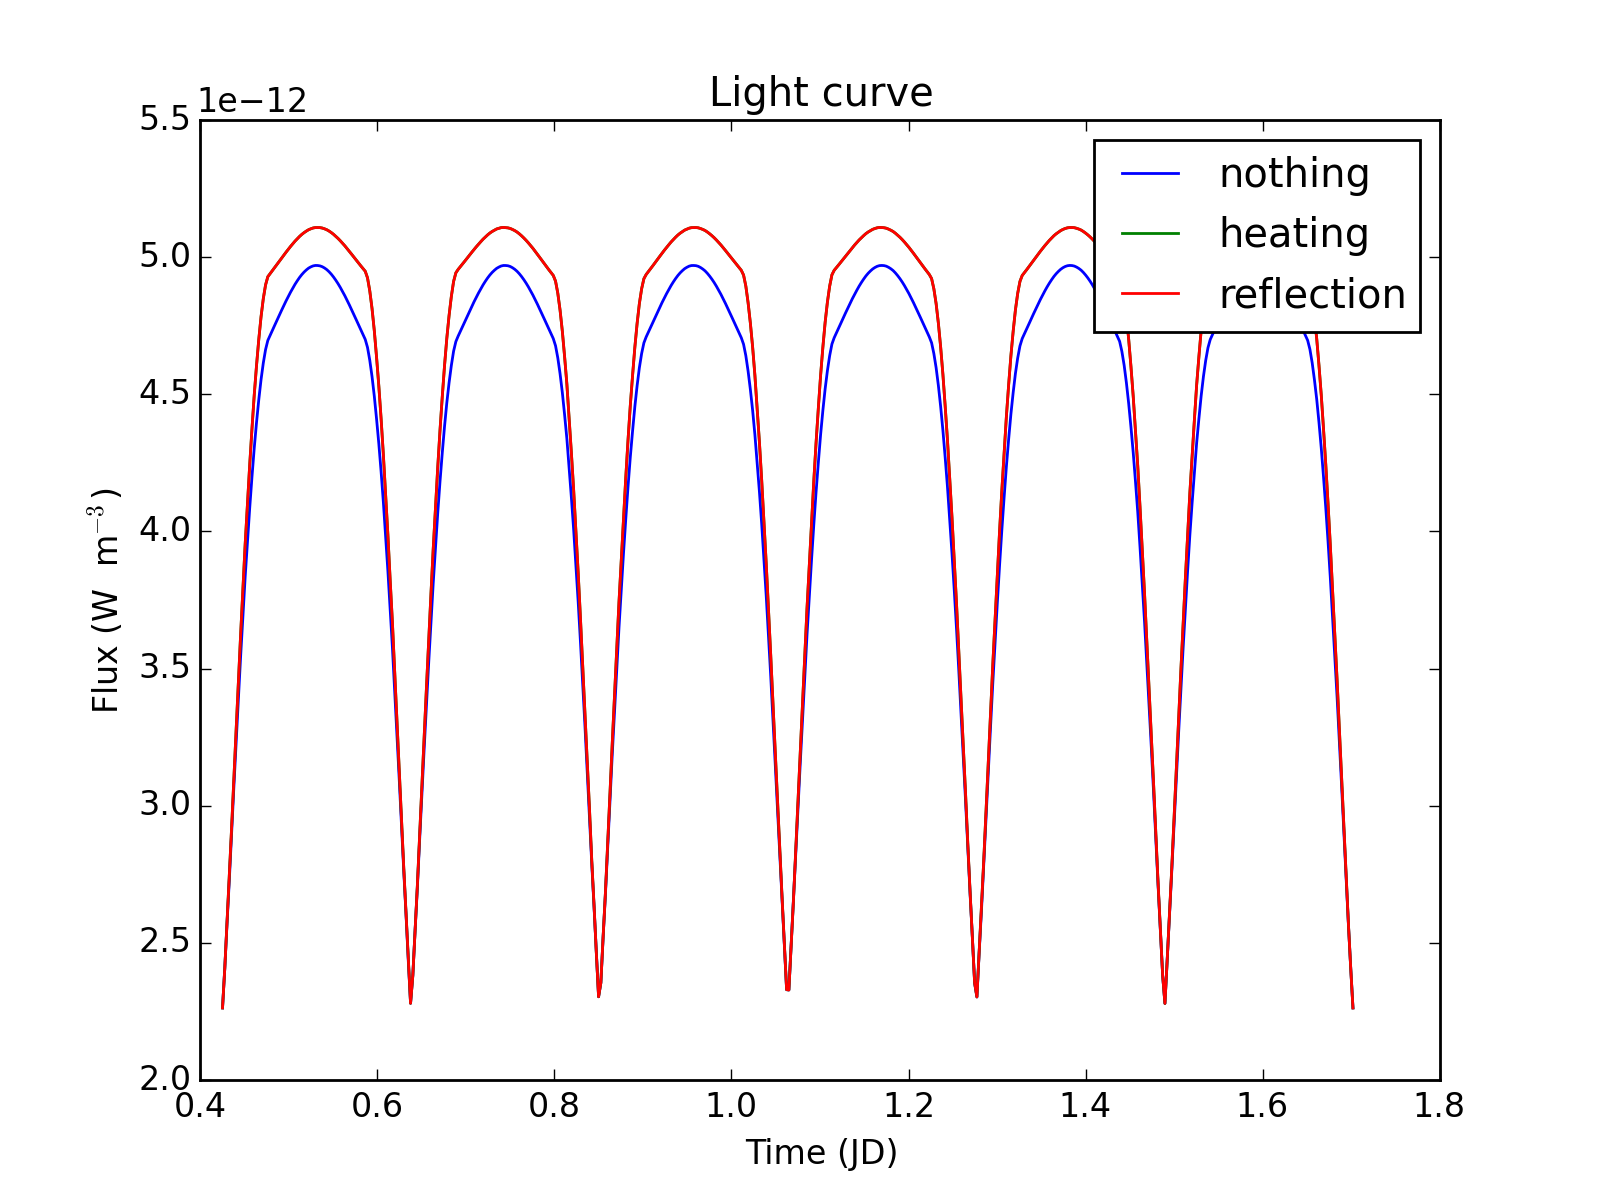 Light curve
1e−12
5.5
5.0
4.5
4.0
3.5
3.0
2.5
2.0
Flux (W m⁻³)
nothing
heating
reflection
0.4 0.6 0.8 1.0 1.2 1.4 1.6 1.8
Time (JD)